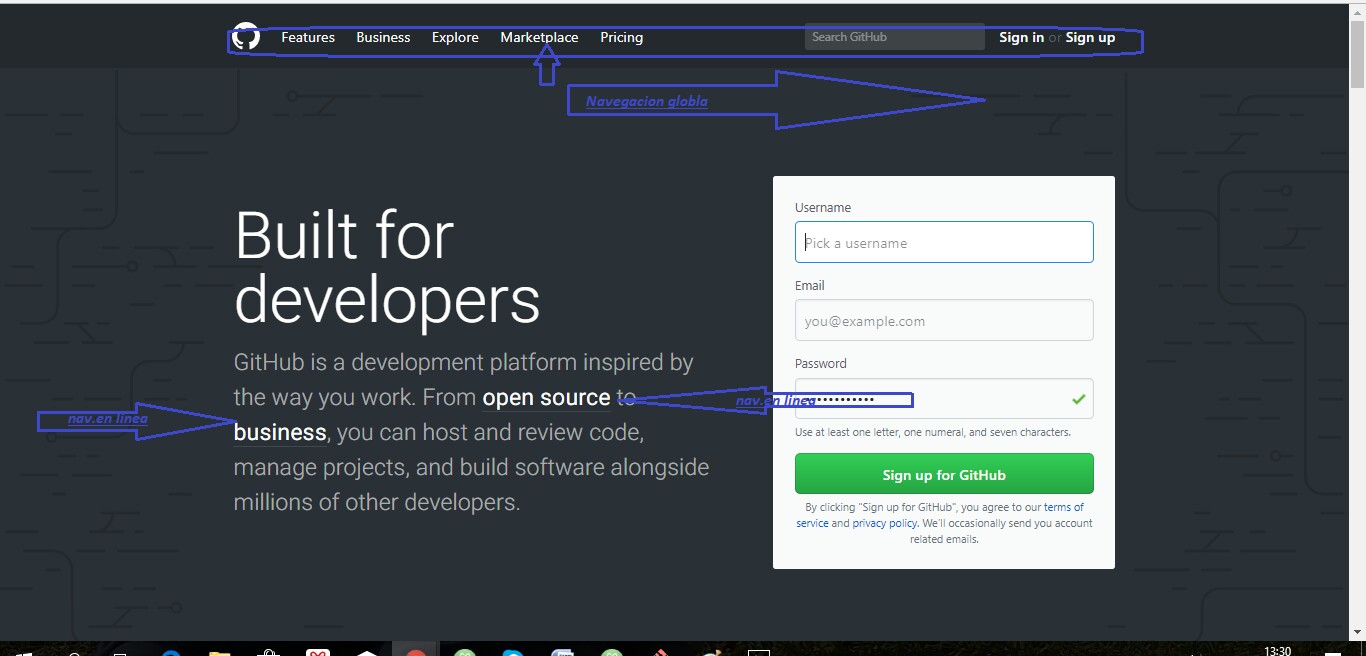 Features Business Explore Marketplace Pricing Search GitHub Sign in or Sign up
Navegacion globla
Built for
developers
GitHub is a development platform inspired by
the way you work. From open source to
business, you can host and review code,
manage projects, and build software alongside
millions of other developers.
nav.en linea
nav.en linea
Username
Pick a username
Email
you@example.com
Password
Use at least one letter, one numeral, and seven characters.
Sign up for GitHub
By clicking "Sign up for GitHub", you agree to our terms of
service and privacy policy. We'll occasionally send you account
related emails.
13:30